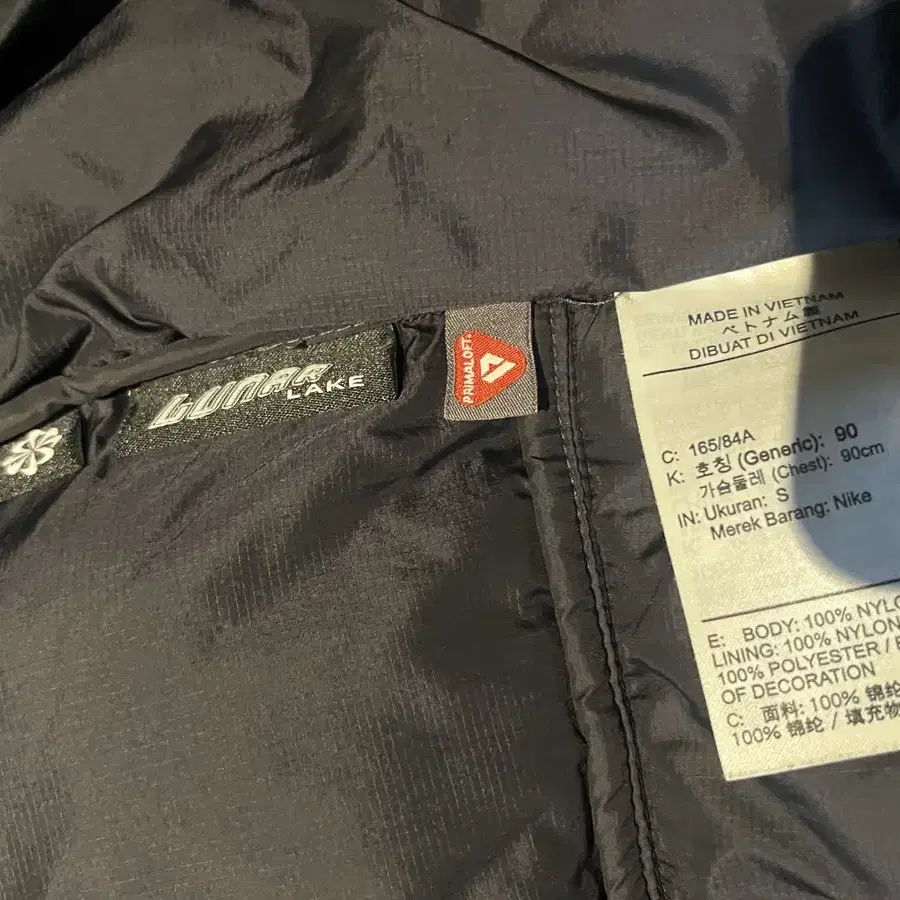 LUNAR
LAKE
PRIMALOFT
MADE IN VIETNAM
ベトナム製
DIBUAT DI VIETNAM
C: 165/84A
K: 호칭 (Generic): 90
가슴둘레 (Chest): 90cm
IN: Ukuran: S
Merek Barang: Nike
E: BODY: 100% NYLO
LINING: 100% NYLON
100% POLYESTER /
OF DECORATION
C: 面料: 100% 锦纶
100% 锦纶 / 填充物